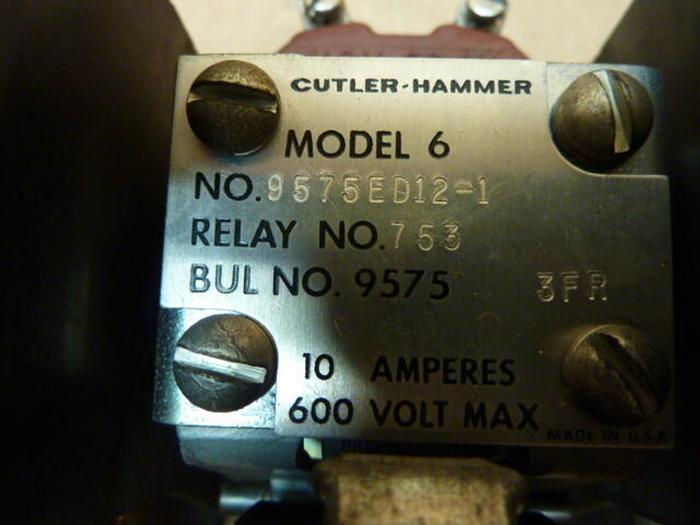 CUTLER-HAMMER
MODEL 6
NO. 9575ED12-1
RELAY NO. 753
BUL NO. 9575 3FR
10 AMPERES
600 VOLT MAX
MADE IN U.S.A